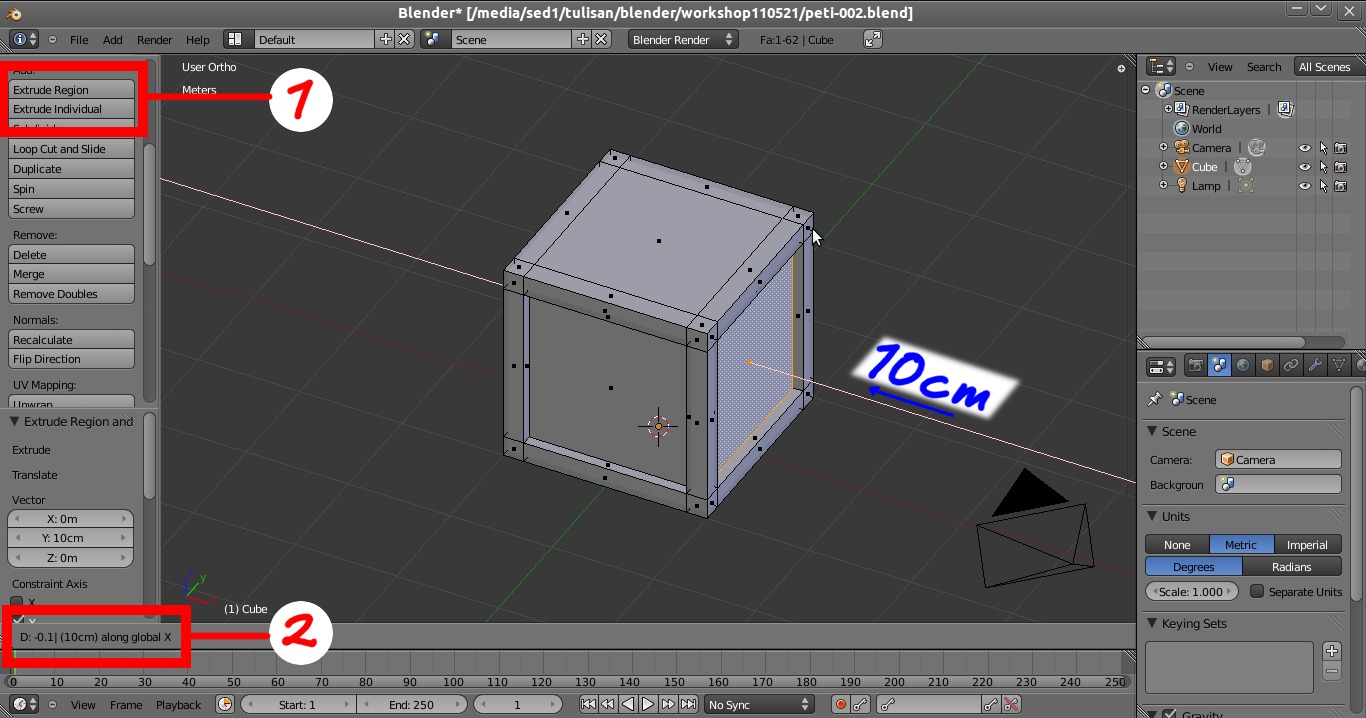 Blender* [/media/sed1/tulisan/blender/workshop110521/peti-002.blend]
File Add Render Help Default Scene Blender Render Fa:1-62 | Cube
Add:
Extrude Region
Extrude Individual
Subdivide
Loop Cut and Slide
Duplicate
Spin
Screw
Remove:
Delete
Merge
Remove Doubles
Normals:
Recalculate
Flip Direction
UV Mapping:
Unwrap
Extrude Region and
Extrude
Translate
Vector
X: 0m
Y: 10cm
Z: 0m
Constraint Axis
X
Y
D: -0.1| (10cm) along global X
1
2
User Ortho
Meters
10cm
y
(1) Cube
View Search All Scenes
Scene
RenderLayers |
World
Camera |
Cube |
Lamp |
Scene
Scene
Camera: Camera
Backgroun
Units
None Metric Imperial
Degrees Radians
Scale: 1.000 Separate Units
Keying Sets
Gravity
0 10 20 30 40 50 60 70 80 90 100 110 120 130 140 150 160 170 180 190 200 210 220 230 240 250
View Frame Playback Start: 1 End: 250 1 No Sync